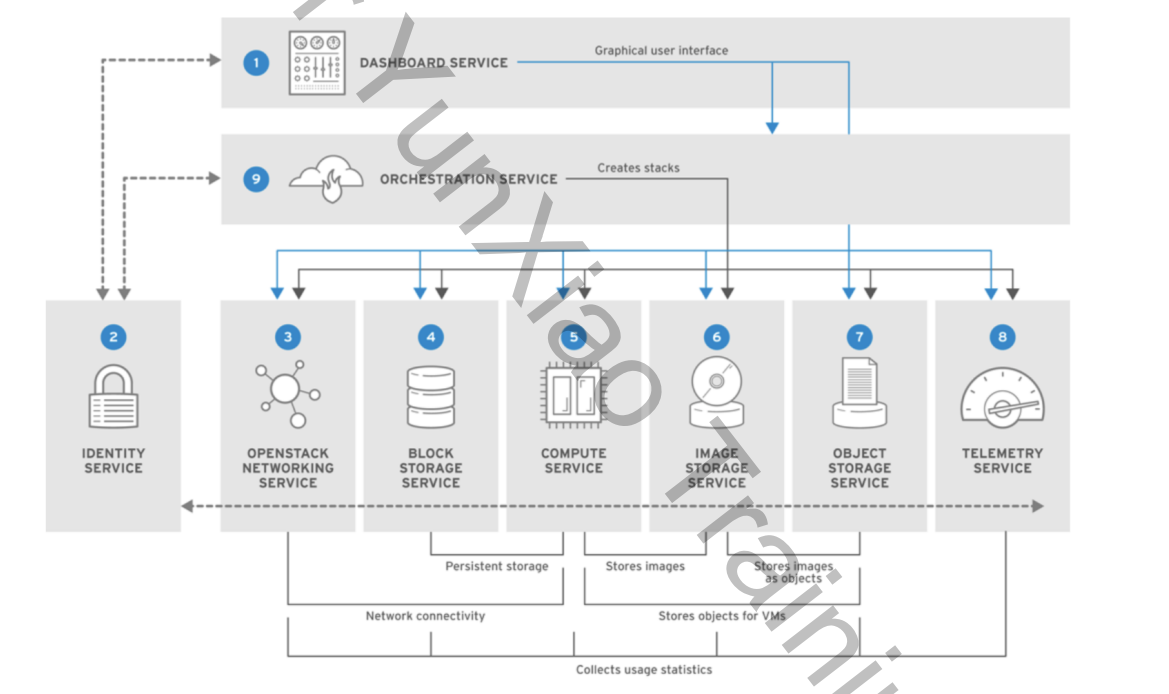 1
DASHBOARD SERVICE
Graphical user interface
9
ORCHESTRATION SERVICE
Creates stacks
2
IDENTITY
SERVICE
3
OPENSTACK
NETWORKING
SERVICE
4
BLOCK
STORAGE
SERVICE
5
COMPUTE
SERVICE
6
IMAGE
STORAGE
SERVICE
7
OBJECT
STORAGE
SERVICE
8
TELEMETRY
SERVICE
Persistent storage
Stores images
Stores images
as objects
Network connectivity
Stores objects for VMs
Collects usage statistics
YunXiao